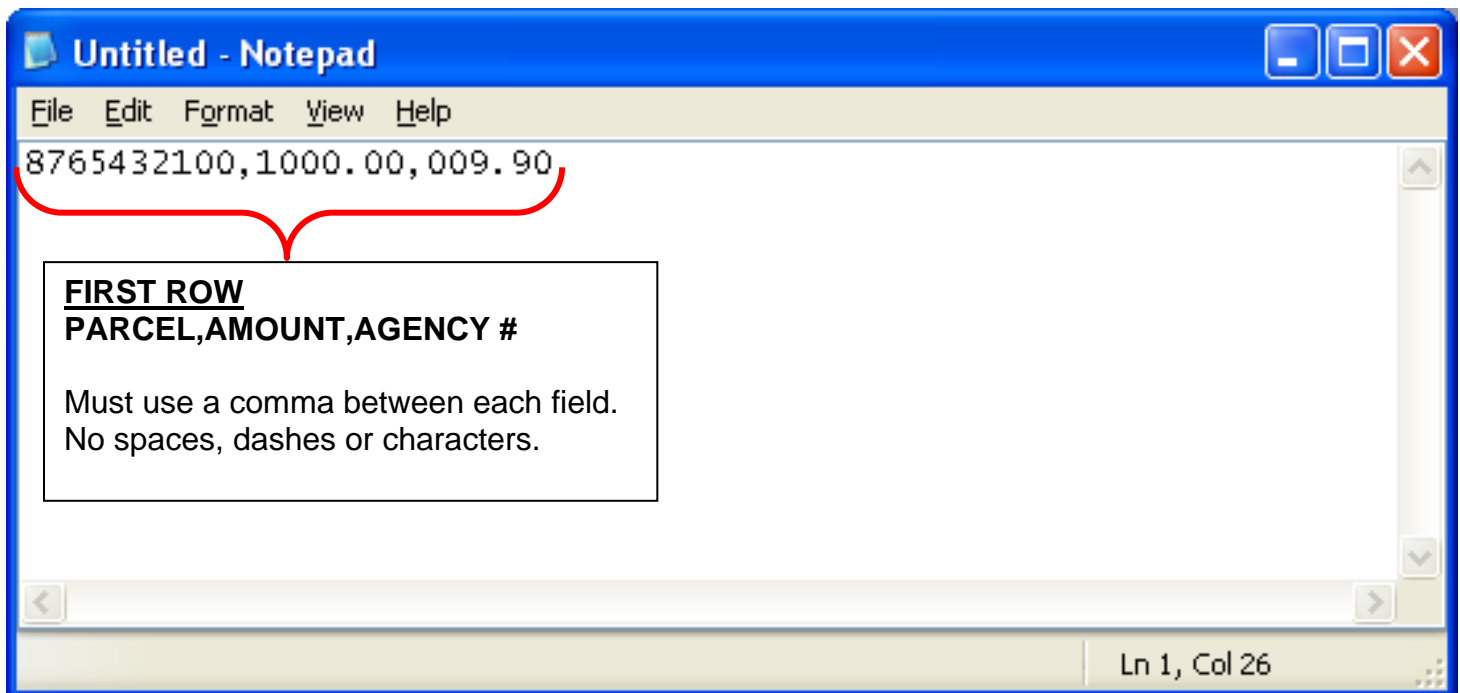 Untitled - Notepad
File Edit Format View Help
8765432100,1000.00,009.90
FIRST ROW
PARCEL,AMOUNT,AGENCY #
Must use a comma between each field.
No spaces, dashes or characters.
Ln 1, Col 26